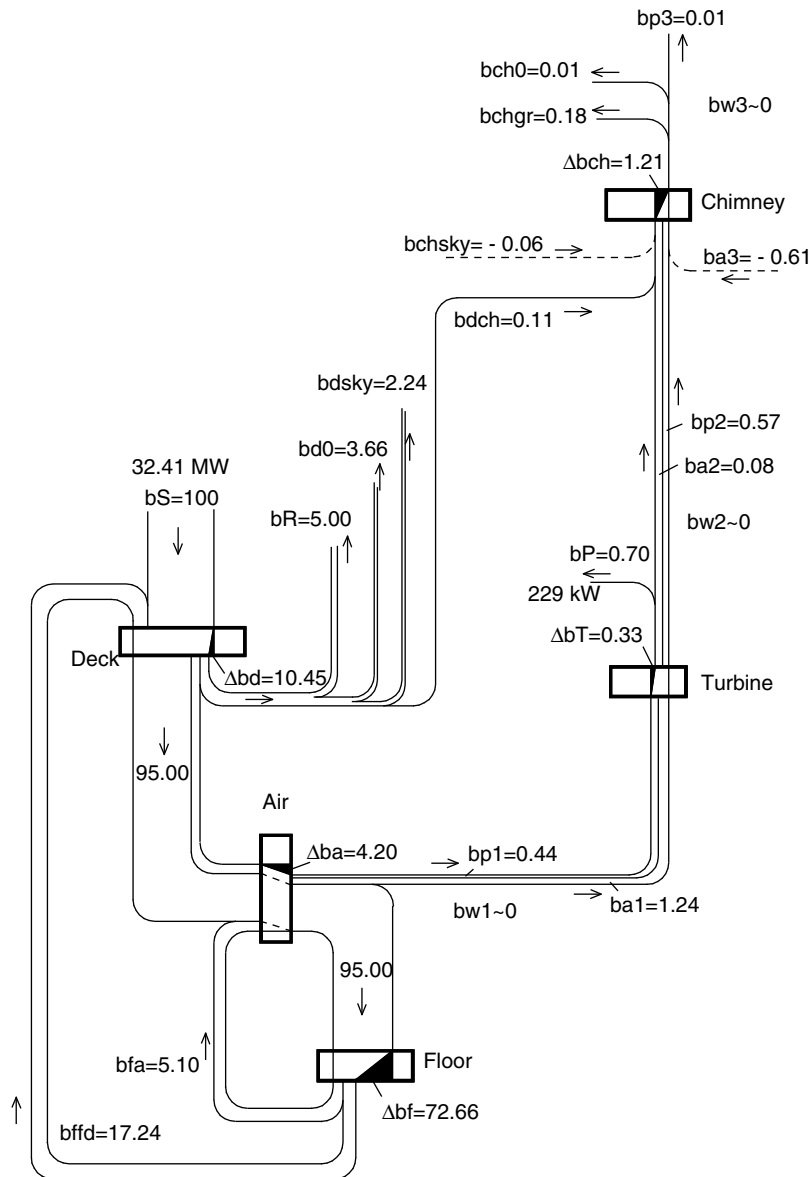 bp3=0.01
bch0=0.01
bw3~0
bchgr=0.18
Δbch=1.21
Chimney
bchsky= - 0.06
ba3= - 0.61
bdch=0.11
bdsky=2.24
bp2=0.57
bd0=3.66
32.41 MW
ba2=0.08
bS=100
bR=5.00
bw2~0
bP=0.70
229 kW
ΔbT=0.33
Deck
Δbd=10.45
Turbine
95.00
Air
Δba=4.20
bp1=0.44
bw1~0
ba1=1.24
95.00
bfa=5.10
Floor
Δbf=72.66
bffd=17.24